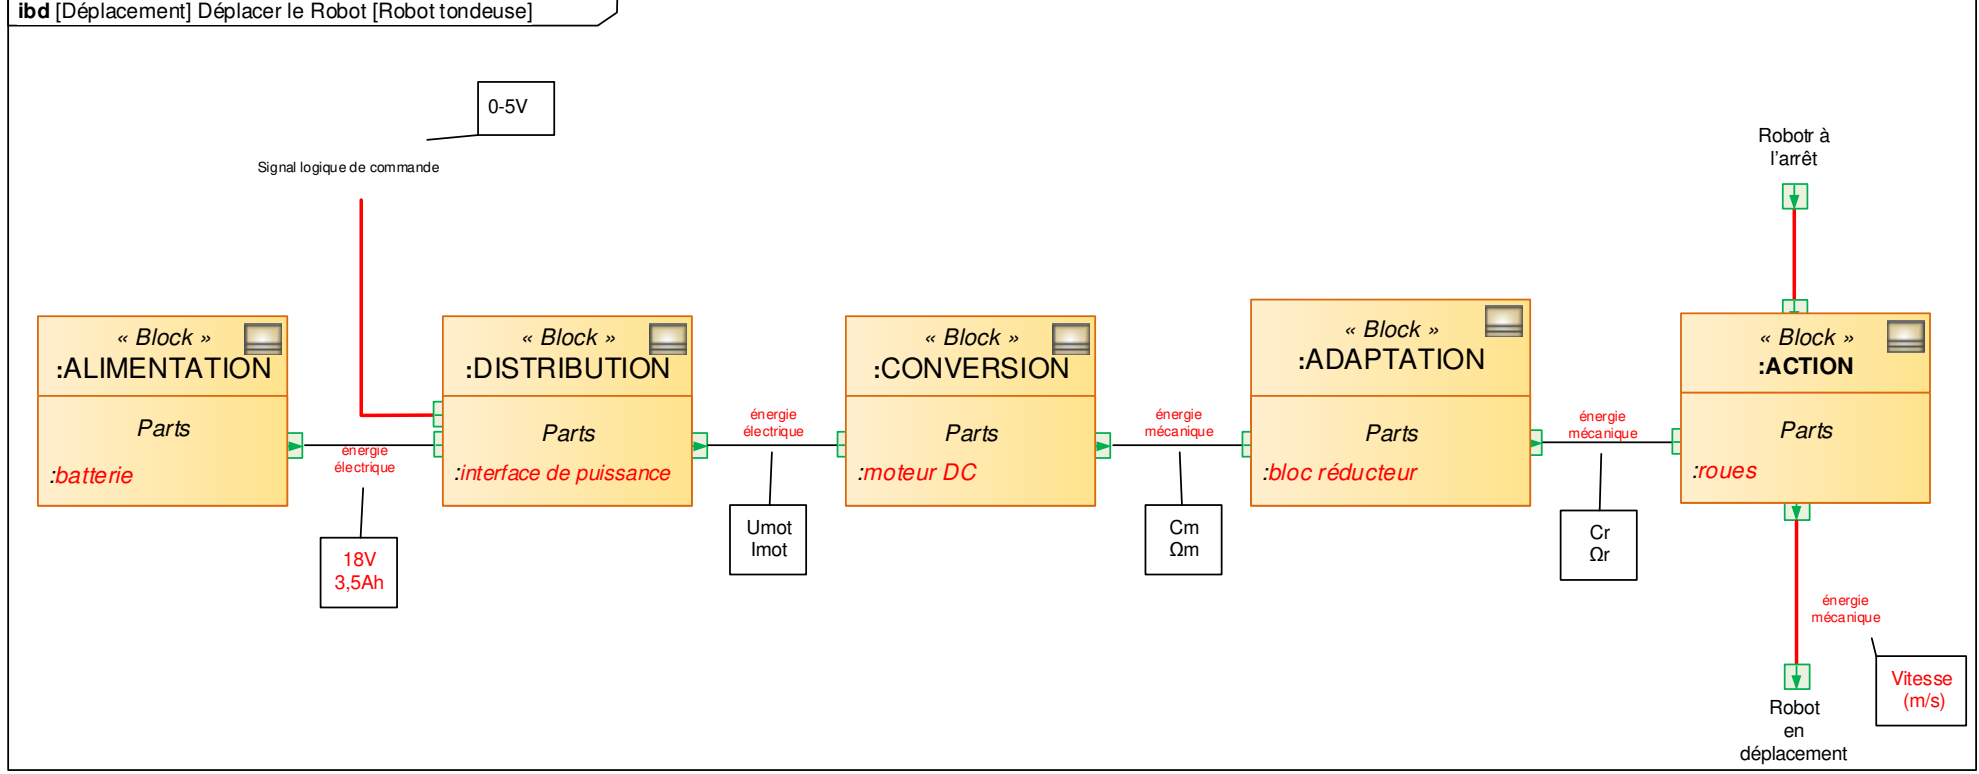 ibd [Déplacement] Déplacer le Robot [Robot tondeuse]
0-5V
Signal logique de commande
Robotr à
l'arrêt
« Block »
:ALIMENTATION
Parts
:batterie
énergie
électrique
18V
3,5Ah
« Block »
:DISTRIBUTION
Parts
:interface de puissance
énergie
électrique
Umot
Imot
« Block »
:CONVERSION
Parts
:moteur DC
énergie
mécanique
Cm
Ωm
« Block »
:ADAPTATION
Parts
:bloc réducteur
énergie
mécanique
Cr
Ωr
« Block »
:ACTION
Parts
:roues
énergie
mécanique
Vitesse
(m/s)
Robot
en
déplacement